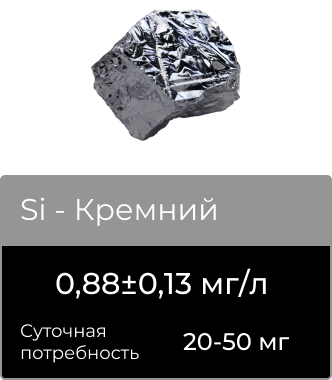 Si - Кремний
0,88±0,13 мг/л
Суточная
потребность
20-50 мг